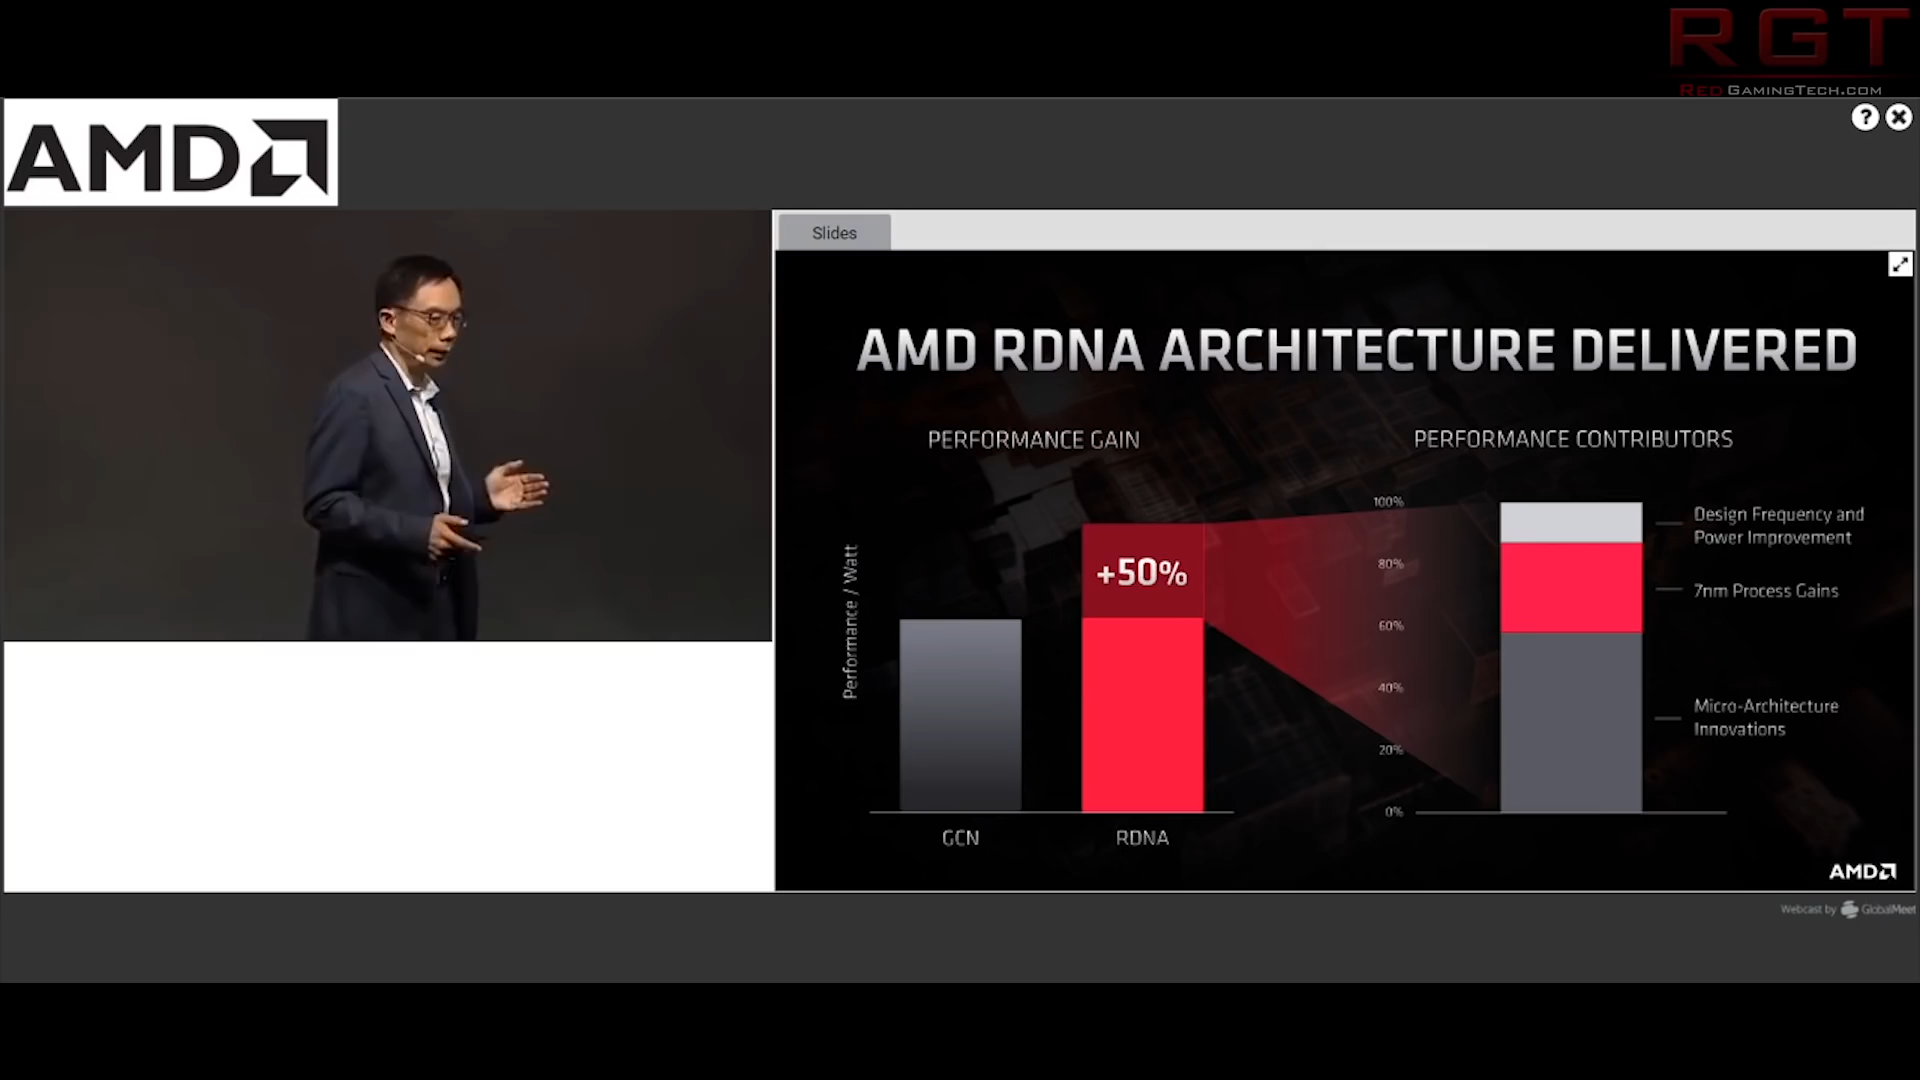 RGT
RedGamingTech.com
AMD
Slides
AMD RDNA ARCHITECTURE DELIVERED
PERFORMANCE GAIN
PERFORMANCE CONTRIBUTORS
Performance / Watt
+50%
GCN
RDNA
100%
80%
60%
40%
20%
0%
Design Frequency and
Power Improvement
7nm Process Gains
Micro-Architecture
Innovations
AMD
Webcast by GlobalMeet